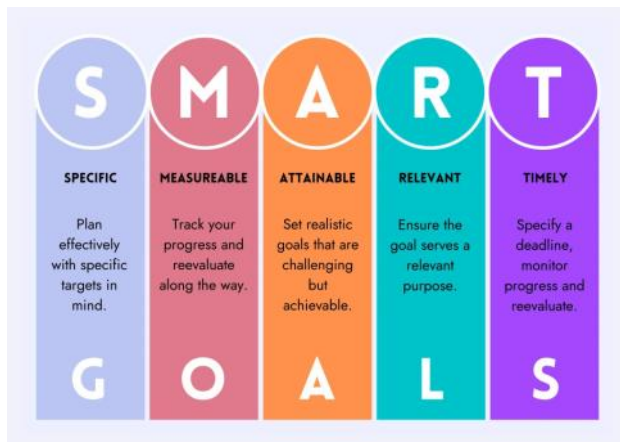 S M A R T
SPECIFIC
Plan
effectively
with specific
targets in
mind.
MEASUREABLE
Track your
progress and
reevaluate
along the way.
ATTAINABLE
Set realistic
goals that are
challenging
but
achievable.
RELEVANT
Ensure the
goal serves a
relevant
purpose.
TIMELY
Specify a
deadline,
monitor
progress and
reevaluate.
G O A L S